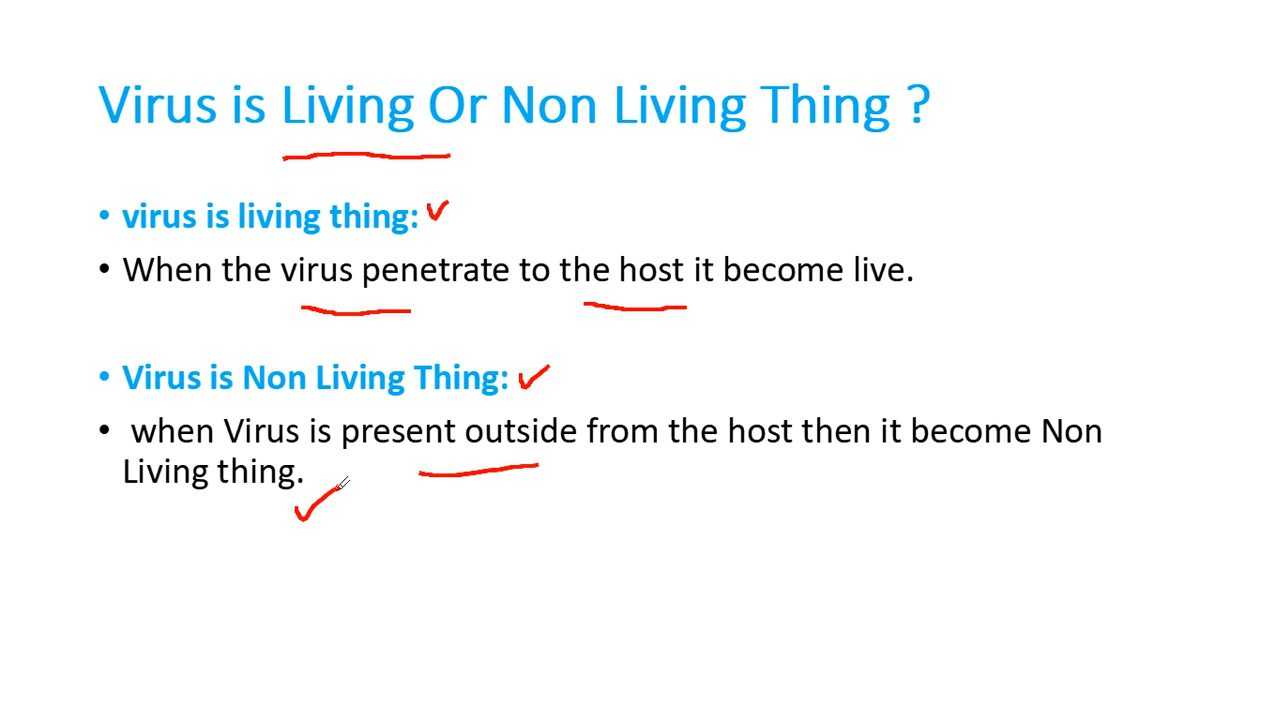 Virus is Living Or Non Living Thing ?
• virus is living thing:
• When the virus penetrate to the host it become live.
• Virus is Non Living Thing:
• when Virus is present outside from the host then it become Non
Living thing.